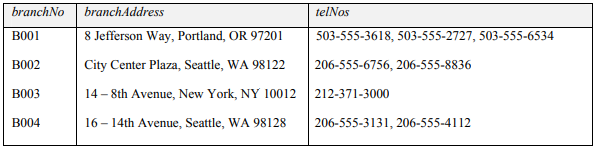 branchNo branchAddress telNos
B001 8 Jefferson Way, Portland, OR 97201 503-555-3618, 503-555-2727, 503-555-6534
B002 City Center Plaza, Seattle, WA 98122 206-555-6756, 206-555-8836
B003 14 – 8th Avenue, New York, NY 10012 212-371-3000
B004 16 – 14th Avenue, Seattle, WA 98128 206-555-3131, 206-555-4112